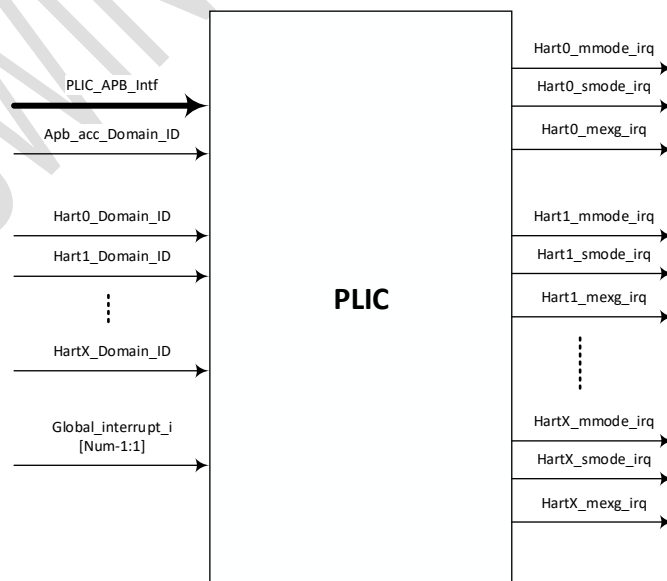 PLIC_APB_Intf
Apb_acc_Domain_ID
Hart0_Domain_ID
Hart1_Domain_ID
HartX_Domain_ID
Global_interrupt_i
[Num-1:1]
PLIC
Hart0_mmode_irq
Hart0_smode_irq
Hart0_mexg_irq
Hart1_mmode_irq
Hart1_smode_irq
Hart1_mexg_irq
HartX_mmode_irq
HartX_smode_irq
HartX_mexg_irq